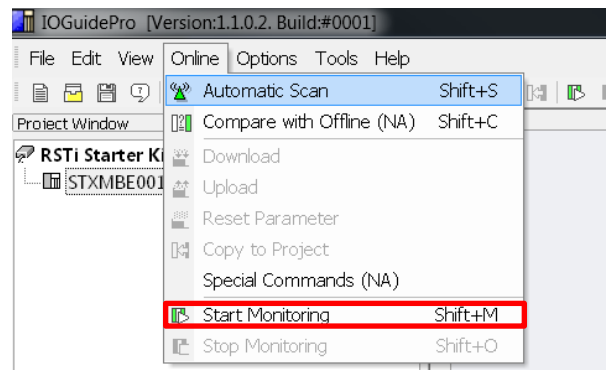 IOGuidePro [Version:1.1.0.2. Build:#0001]
File Edit View Online Options Tools Help
Project Window
RSTi Starter Ki
STXMBE001
Automatic Scan Shift+S
Compare with Offline (NA) Shift+C
Download
Upload
Reset Parameter
Copy to Project
Special Commands (NA)
Start Monitoring Shift+M
Stop Monitoring Shift+O